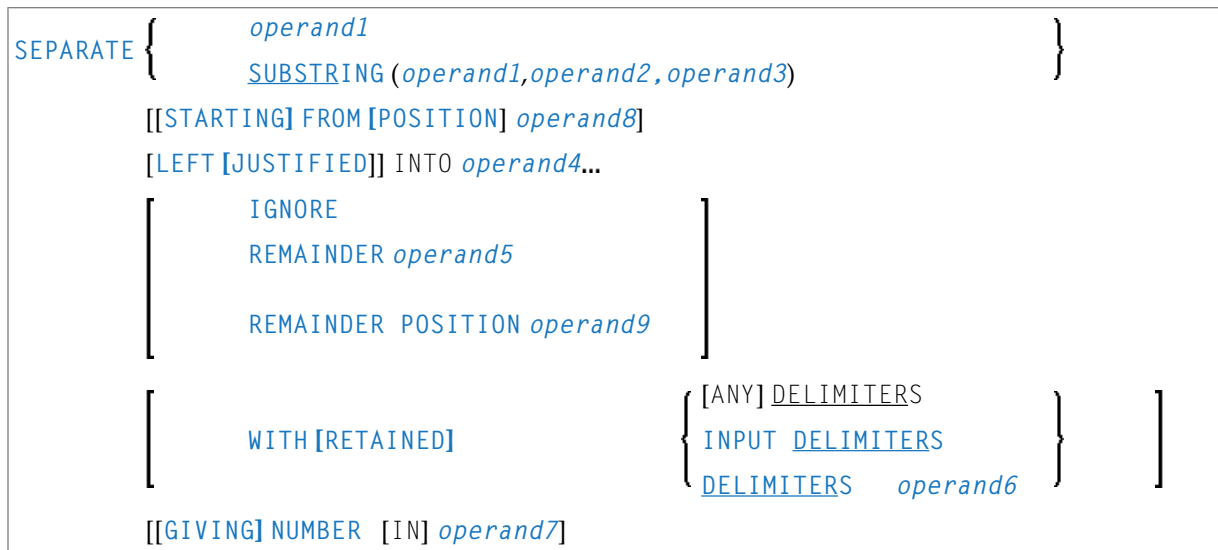 operand1
SEPARATE
SUBSTRING (operand1,operand2,operand3)
[[STARTING] FROM [POSITION] operand8]
[LEFT [JUSTIFIED]] INTO operand4...
IGNORE
REMAINDER operand5
REMAINDER POSITION operand9
[ANY] DELIMITERS
WITH [RETAINED] INPUT DELIMITERS
DELIMITERS operand6
[[GIVING] NUMBER [IN] operand7]